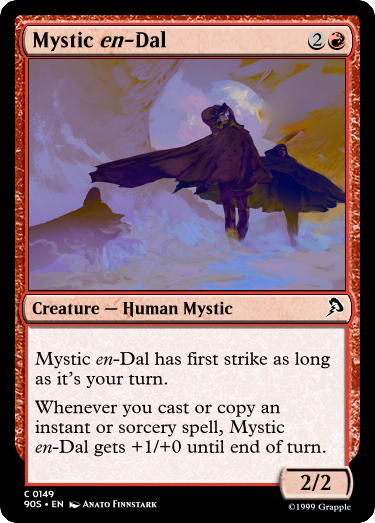 Mystic en-Dal 2
Creature — Human Mystic
Mystic en-Dal has first strike as long
as it's your turn.
Whenever you cast or copy an
instant or sorcery spell, Mystic
en-Dal gets +1/+0 until end of turn.
2/2
C 0149
90S • EN Anato Finnstark
©1999 Grapple